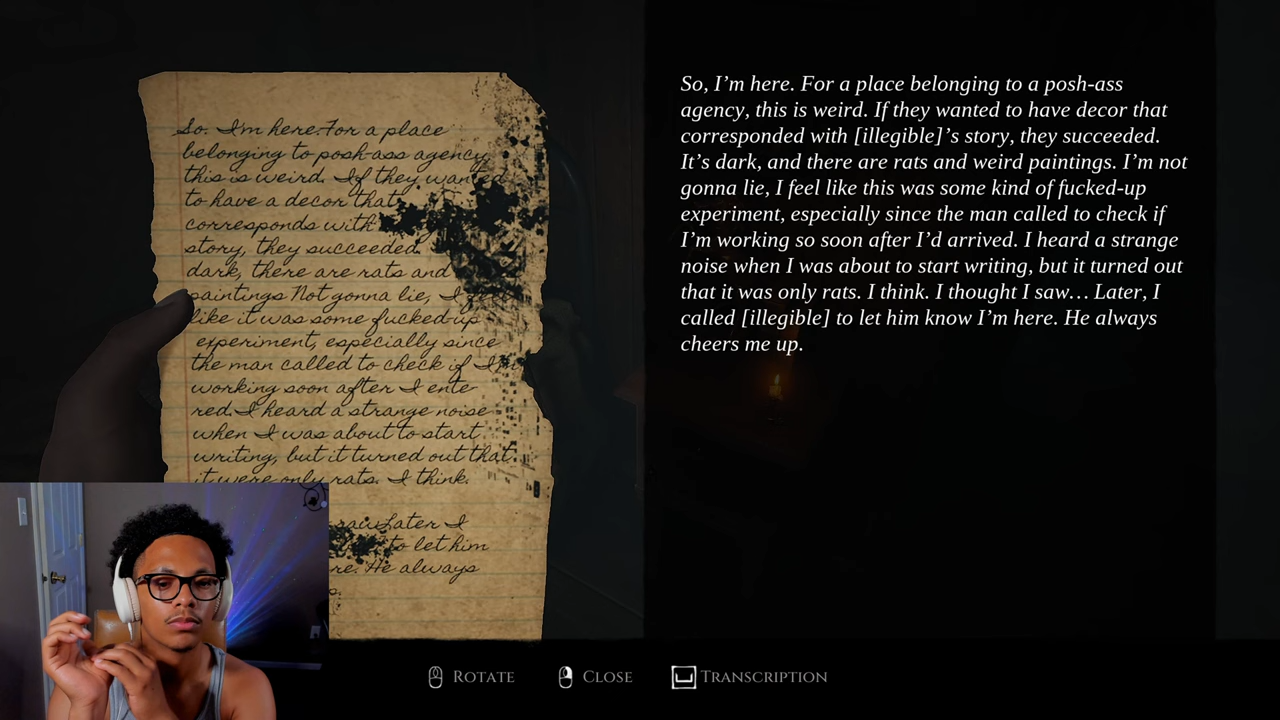 So. I'm here. For a place
belonging to posh-ass agency,
this is weird. If they wanted
to have a decor that
corresponds with
story, they succeeded.
dark, there are rats and
paintings Not gonna lie, I feel
like it was some fucked-up
experiment, especially since
the man called to check if I'm
working soon after I ente-
red. I heard a strange noise
when I was about to start
writing, but it turned out that
it were only rats. I think.
saw Later I
to let him
re. He always
So, I'm here. For a place belonging to a posh-ass
agency, this is weird. If they wanted to have decor that
corresponded with [illegible]'s story, they succeeded.
It's dark, and there are rats and weird paintings. I'm not
gonna lie, I feel like this was some kind of fucked-up
experiment, especially since the man called to check if
I'm working so soon after I'd arrived. I heard a strange
noise when I was about to start writing, but it turned out
that it was only rats. I think. I thought I saw… Later, I
called [illegible] to let him know I'm here. He always
cheers me up.
ROTATE
CLOSE
TRANSCRIPTION